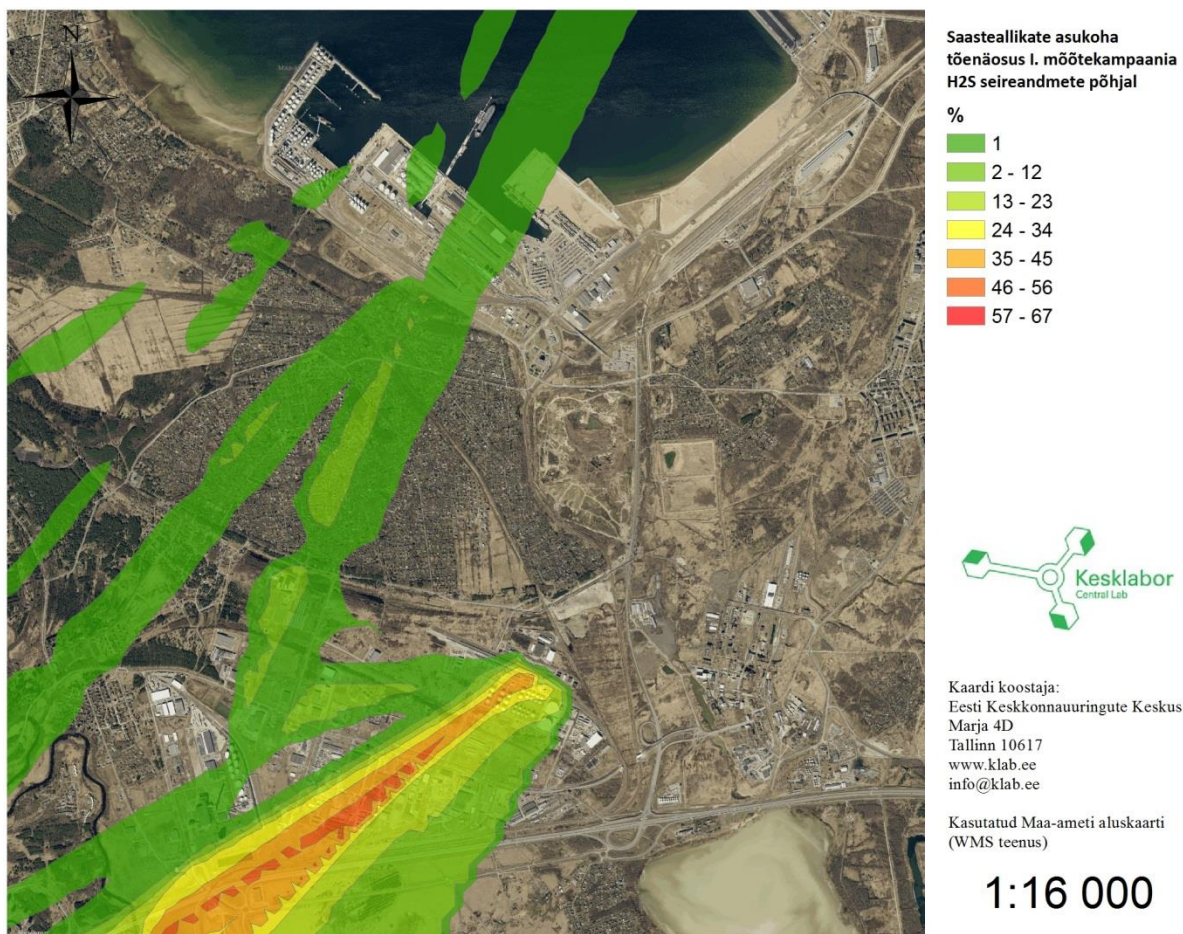 N
Saasteallikate asukoha
tõenäosus I. mõõtekampaania
H2S seireandmete põhjal
%
1
2 - 12
13 - 23
24 - 34
35 - 45
46 - 56
57 - 67
Kesklabor
Central Lab
Kaardi koostaja:
Eesti Keskkonnauuringute Keskus
Marja 4D
Tallinn 10617
www.klab.ee
info@klab.ee
Kasutatud Maa-ameti aluskaarti
(WMS teenus)
1:16 000